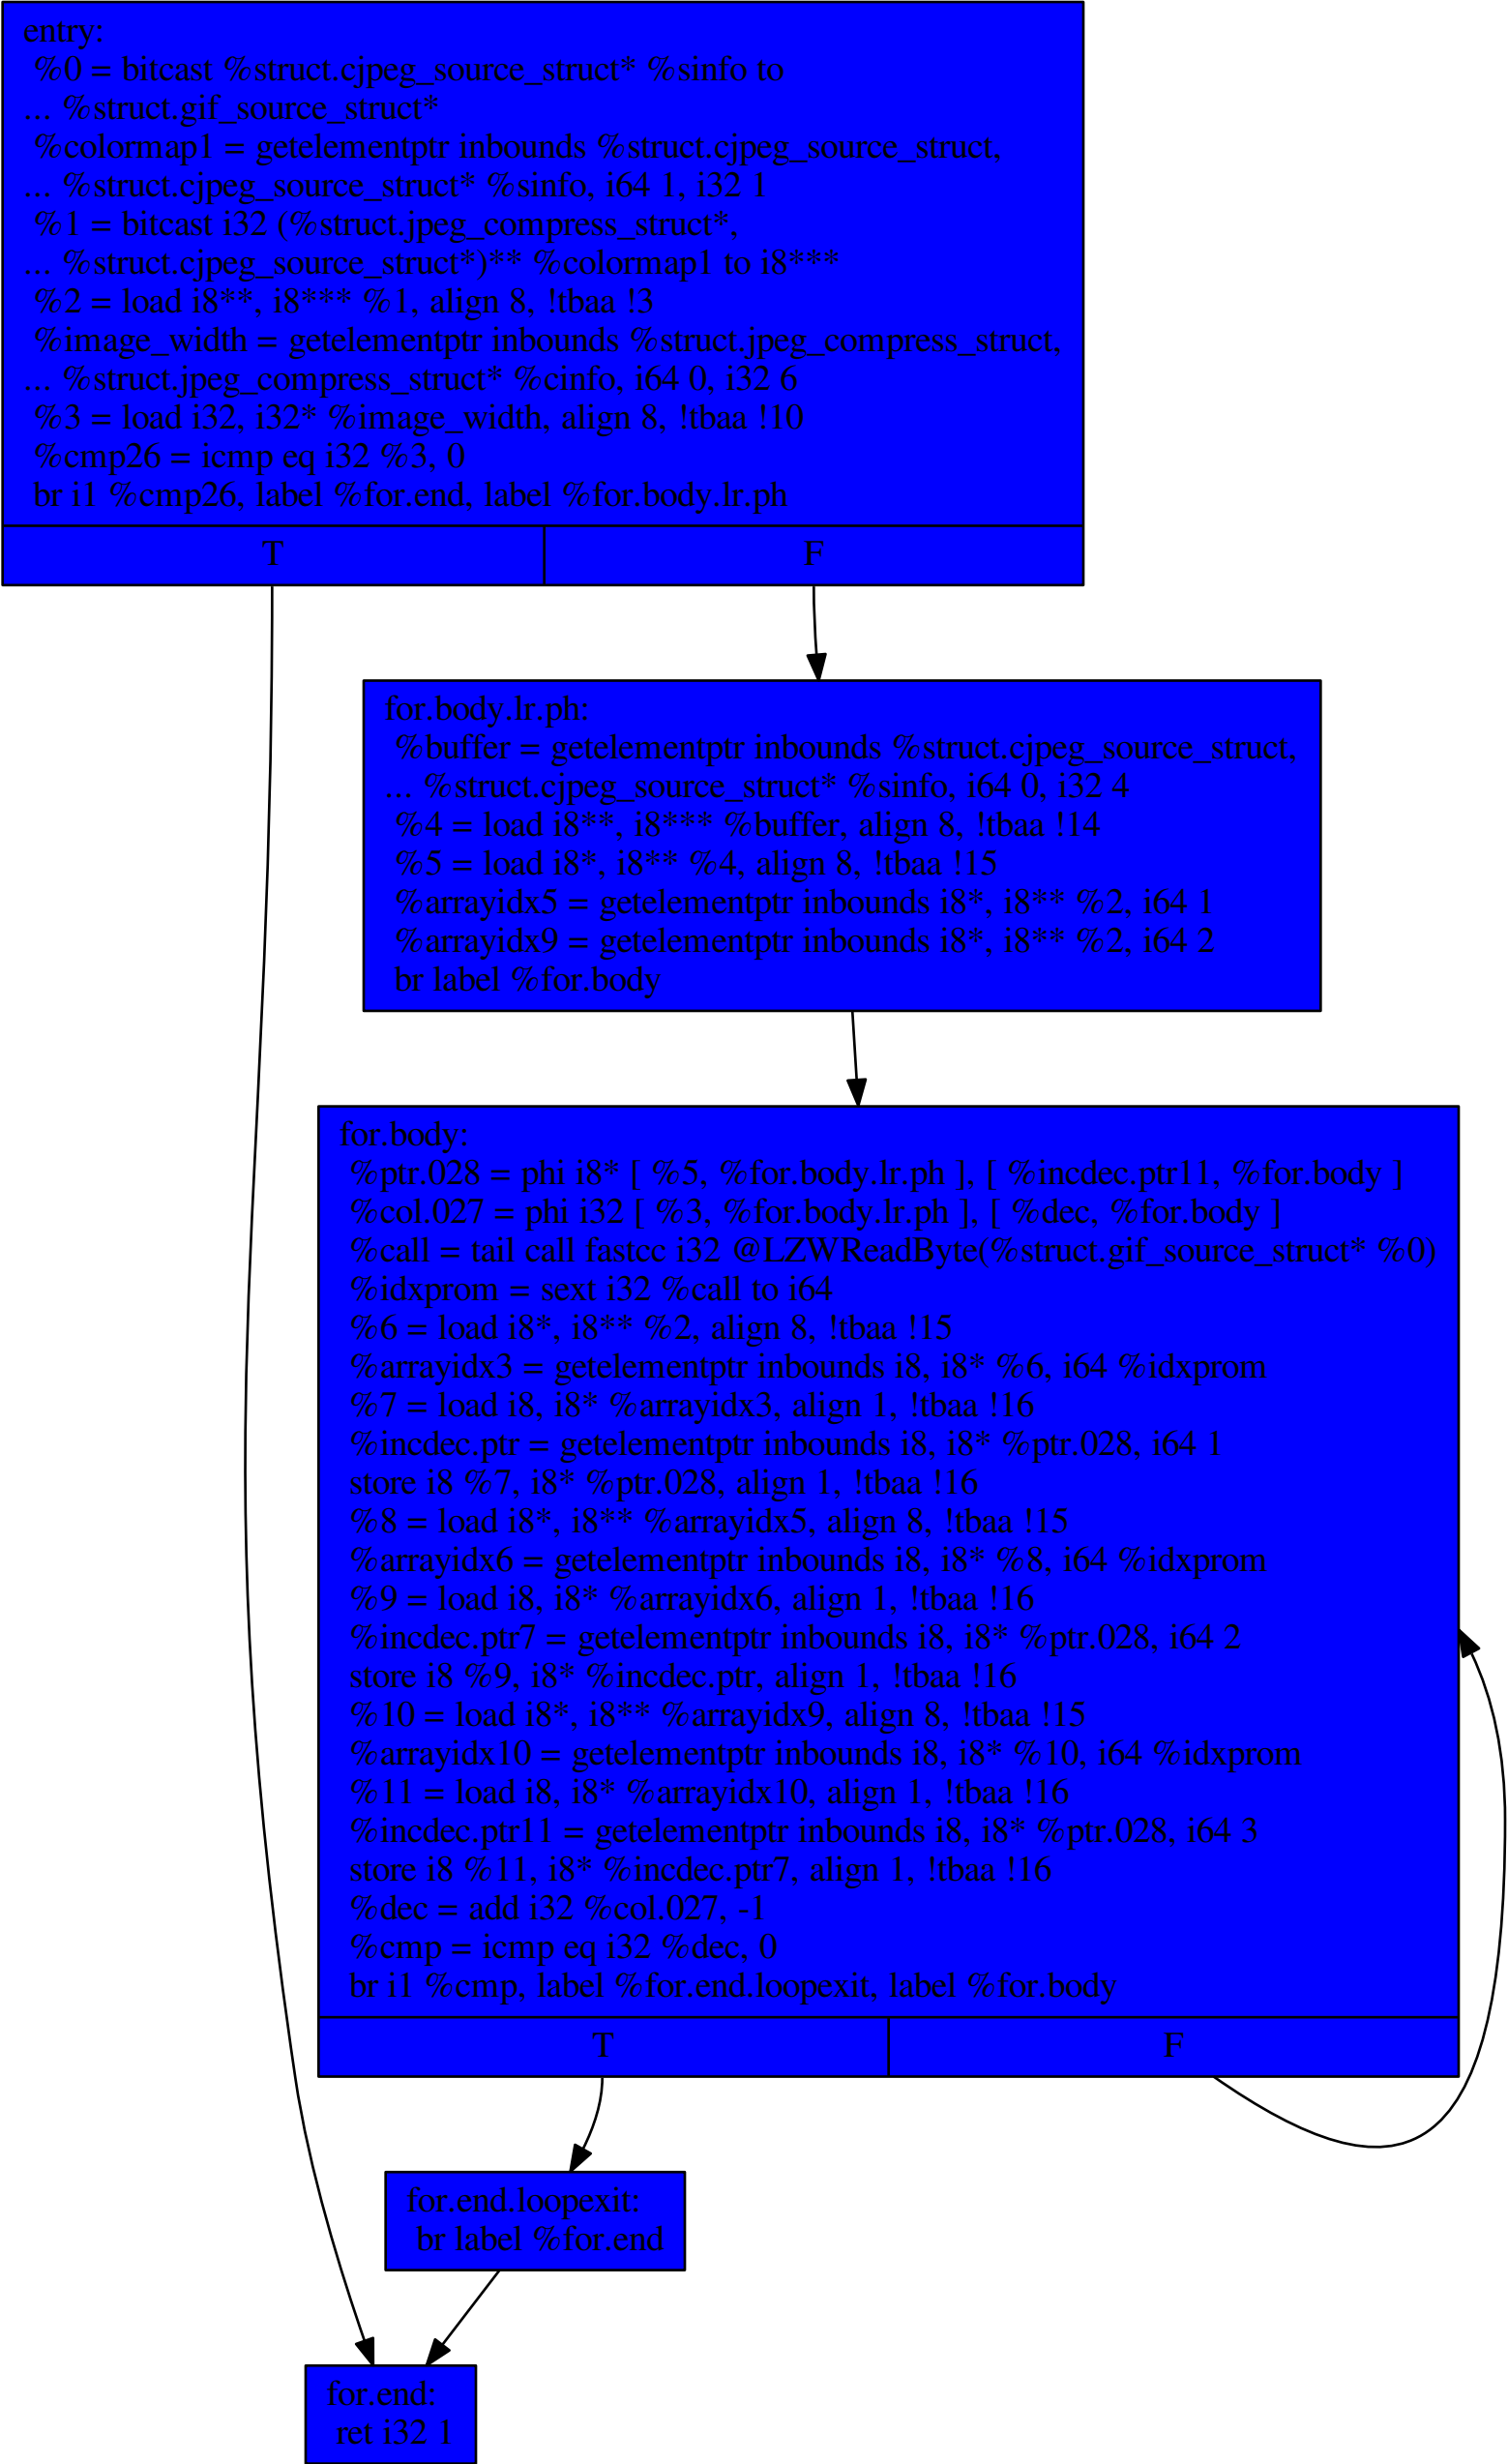 entry:
%0 = bitcast %struct.cjpeg_source_struct* %sinfo to
... %struct.gif_source_struct*
%colormap1 = getelementptr inbounds %struct.cjpeg_source_struct,
... %struct.cjpeg_source_struct* %sinfo, i64 1, i32 1
%1 = bitcast i32 (%struct.jpeg_compress_struct*,
... %struct.cjpeg_source_struct*)** %colormap1 to i8***
%2 = load i8**, i8*** %1, align 8, !tbaa !3
%image_width = getelementptr inbounds %struct.jpeg_compress_struct,
... %struct.jpeg_compress_struct* %cinfo, i64 0, i32 6
%3 = load i32, i32* %image_width, align 8, !tbaa !10
%cmp26 = icmp eq i32 %3, 0
br i1 %cmp26, label %for.end, label %for.body.lr.ph
T
F
for.body.lr.ph:
%buffer = getelementptr inbounds %struct.cjpeg_source_struct,
... %struct.cjpeg_source_struct* %sinfo, i64 0, i32 4
%4 = load i8**, i8*** %buffer, align 8, !tbaa !14
%5 = load i8*, i8** %4, align 8, !tbaa !15
%arrayidx5 = getelementptr inbounds i8*, i8** %2, i64 1
%arrayidx9 = getelementptr inbounds i8*, i8** %2, i64 2
br label %for.body
for.body:
%ptr.028 = phi i8* [ %5, %for.body.lr.ph ], [ %incdec.ptr11, %for.body ]
%col.027 = phi i32 [ %3, %for.body.lr.ph ], [ %dec, %for.body ]
%call = tail call fastcc i32 @LZWReadByte(%struct.gif_source_struct* %0)
%idxprom = sext i32 %call to i64
%6 = load i8*, i8** %2, align 8, !tbaa !15
%arrayidx3 = getelementptr inbounds i8, i8* %6, i64 %idxprom
%7 = load i8, i8* %arrayidx3, align 1, !tbaa !16
%incdec.ptr = getelementptr inbounds i8, i8* %ptr.028, i64 1
store i8 %7, i8* %ptr.028, align 1, !tbaa !16
%8 = load i8*, i8** %arrayidx5, align 8, !tbaa !15
%arrayidx6 = getelementptr inbounds i8, i8* %8, i64 %idxprom
%9 = load i8, i8* %arrayidx6, align 1, !tbaa !16
%incdec.ptr7 = getelementptr inbounds i8, i8* %ptr.028, i64 2
store i8 %9, i8* %incdec.ptr, align 1, !tbaa !16
%10 = load i8*, i8** %arrayidx9, align 8, !tbaa !15
%arrayidx10 = getelementptr inbounds i8, i8* %10, i64 %idxprom
%11 = load i8, i8* %arrayidx10, align 1, !tbaa !16
%incdec.ptr11 = getelementptr inbounds i8, i8* %ptr.028, i64 3
store i8 %11, i8* %incdec.ptr7, align 1, !tbaa !16
%dec = add i32 %col.027, -1
%cmp = icmp eq i32 %dec, 0
br i1 %cmp, label %for.end.loopexit, label %for.body
T
F
for.end.loopexit:
br label %for.end
for.end:
ret i32 1